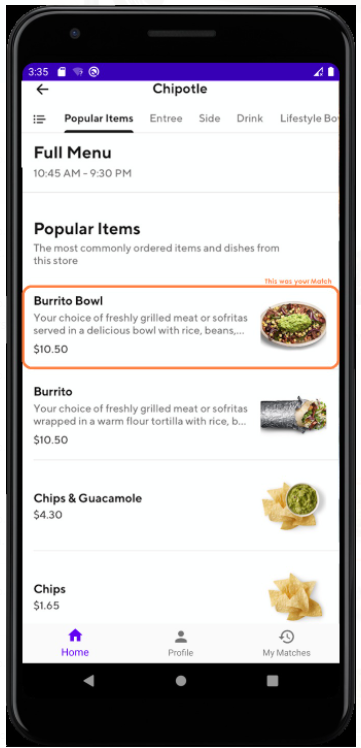 3:35
Chipotle
Popular Items Entree Side Drink Lifestyle Bo
Full Menu
10:45 AM - 9:30 PM
Popular Items
The most commonly ordered items and dishes from
this store
This was your Match
Burrito Bowl
Your choice of freshly grilled meat or sofritas
served in a delicious bowl with rice, beans,...
$10.50
Burrito
Your choice of freshly grilled meat or sofritas
wrapped in a warm flour tortilla with rice, b...
$10.50
Chips & Guacamole
$4.30
Chips
$1.65
Home Profile My Matches